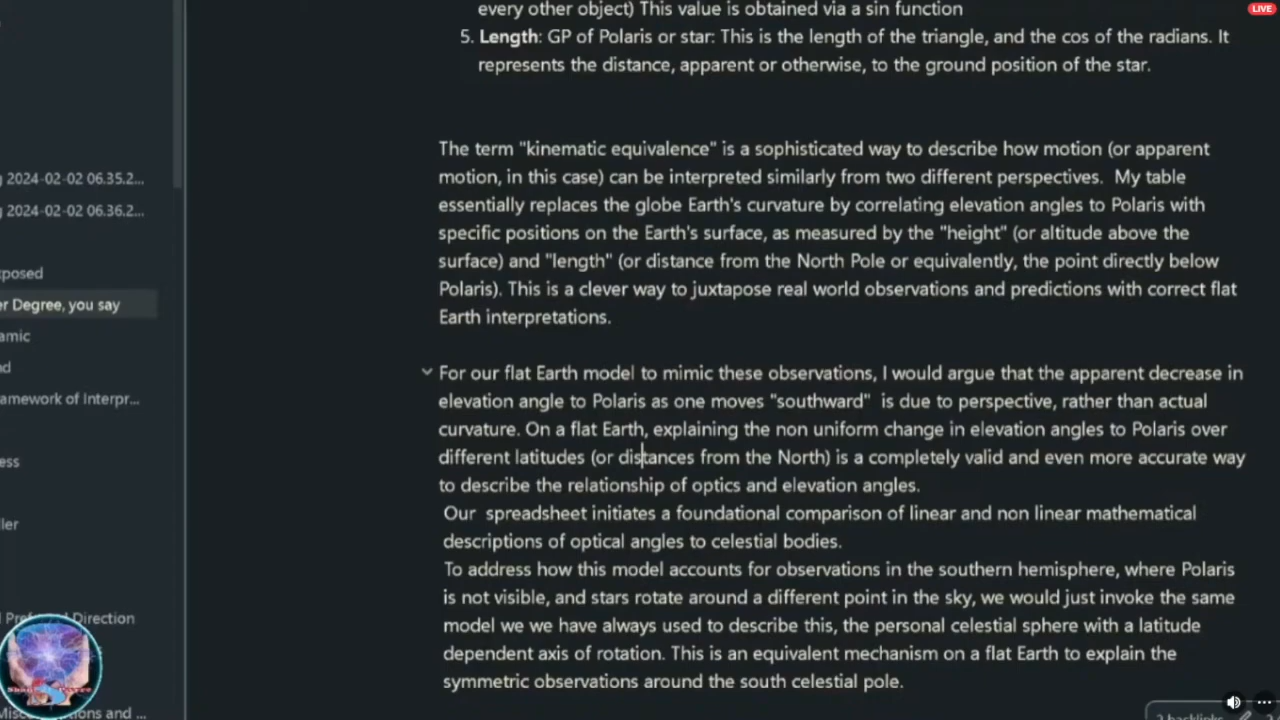 every other object) This value is obtained via a sin function
LIVE
5. Length: GP of Polaris or star: This is the length of the triangle, and the cos of the radians. It
represents the distance, apparent or otherwise, to the ground position of the star.
The term "kinematic equivalence" is a sophisticated way to describe how motion (or apparent
motion, in this case) can be interpreted similarly from two different perspectives. My table
essentially replaces the globe Earth's curvature by correlating elevation angles to Polaris with
specific positions on the Earth's surface, as measured by the "height" (or altitude above the
surface) and "length" (or distance from the North Pole or equivalently, the point directly below
Polaris). This is a clever way to juxtapose real world observations and predictions with correct flat
Earth interpretations.
For our flat Earth model to mimic these observations, I would argue that the apparent decrease in
elevation angle to Polaris as one moves "southward" is due to perspective, rather than actual
curvature. On a flat Earth, explaining the non uniform change in elevation angles to Polaris over
different latitudes (or distances from the North) is a completely valid and even more accurate way
to describe the relationship of optics and elevation angles.
Our spreadsheet initiates a foundational comparison of linear and non linear mathematical
descriptions of optical angles to celestial bodies.
To address how this model accounts for observations in the southern hemisphere, where Polaris
is not visible, and stars rotate around a different point in the sky, we would just invoke the same
model we we have always used to describe this, the personal celestial sphere with a latitude
dependent axis of rotation. This is an equivalent mechanism on a flat Earth to explain the
symmetric observations around the south celestial pole.
2024-02-02 06.35.2...
2024-02-02 06.36.2...
xposed
er Degree, you say
amic
nd
amework of Interpr...
ess
ller
Direction
ions and ...
backlinks